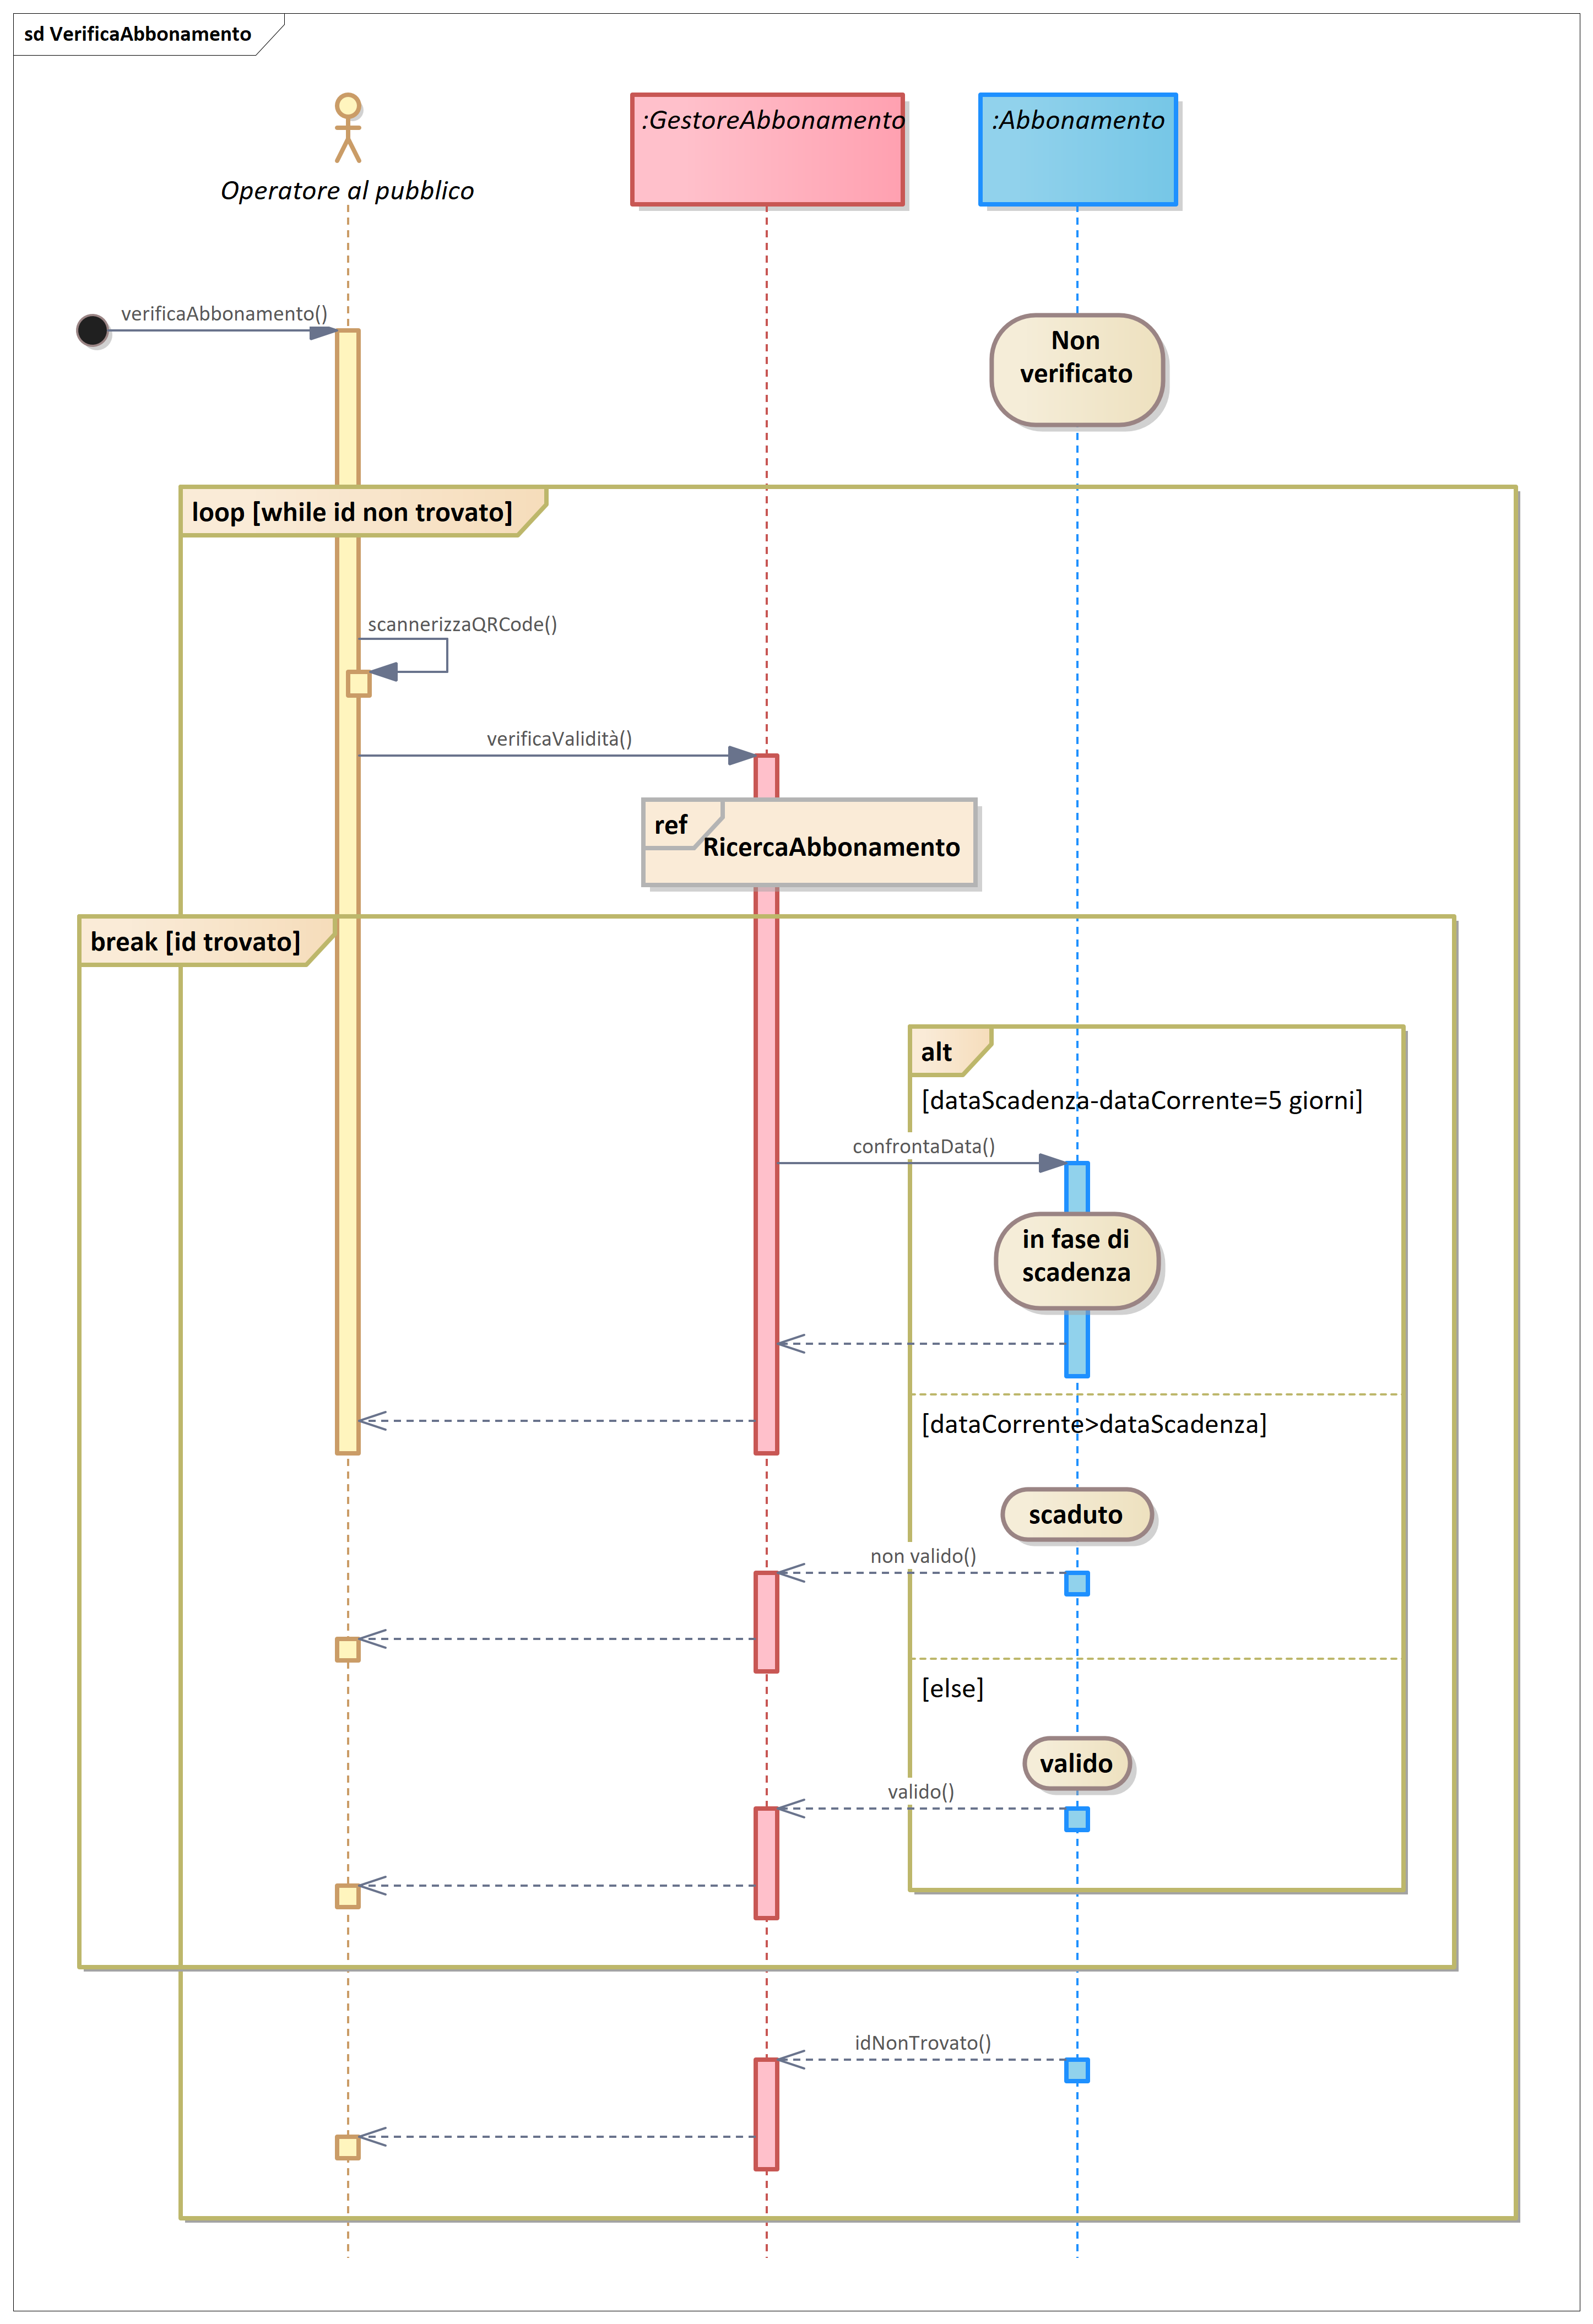 sd VerificaAbbonamento
:GestoreAbbonamento
:Abbonamento
Operatore al pubblico
verificaAbbonamento()
Non
verificato
loop [while id non trovato]
scannerizzaQRCode()
verificaValidità()
ref
RicercaAbbonamento
break [id trovato]
alt
[dataScadenza-dataCorrente=5 giorni]
confrontaData()
in fase di
scadenza
[dataCorrente>dataScadenza]
scaduto
non valido()
[else]
valido
valido()
idNonTrovato()